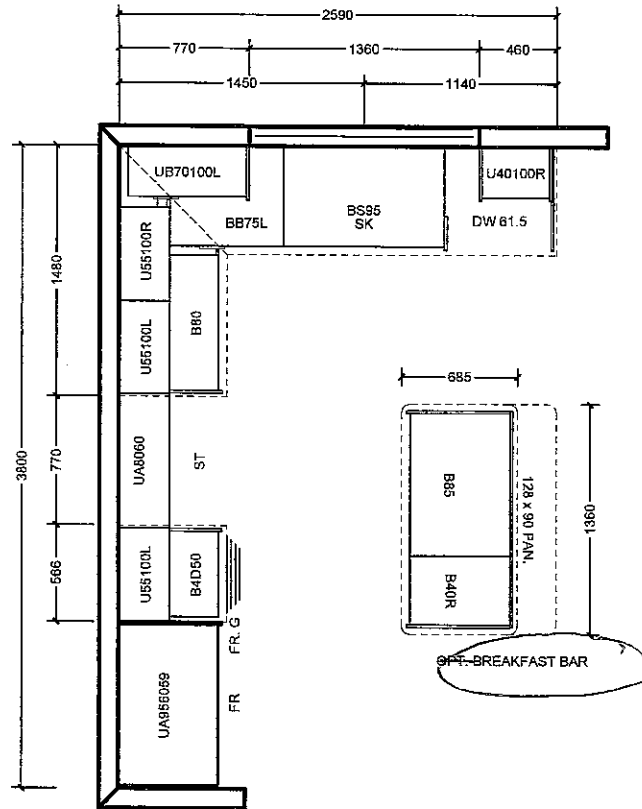 2590
770
1360
460
1450
1140
UB70100L
U40100R
BB75L
BS95
SK
DW 61.5
U55100R
B80
U55100L
1480
3800
770
UA8060
ST
566
U55100L
B4D50
FR. G
FR
UA956059
685
B85
128 x 90 PAN.
1360
B40R
OPT. BREAKFAST BAR